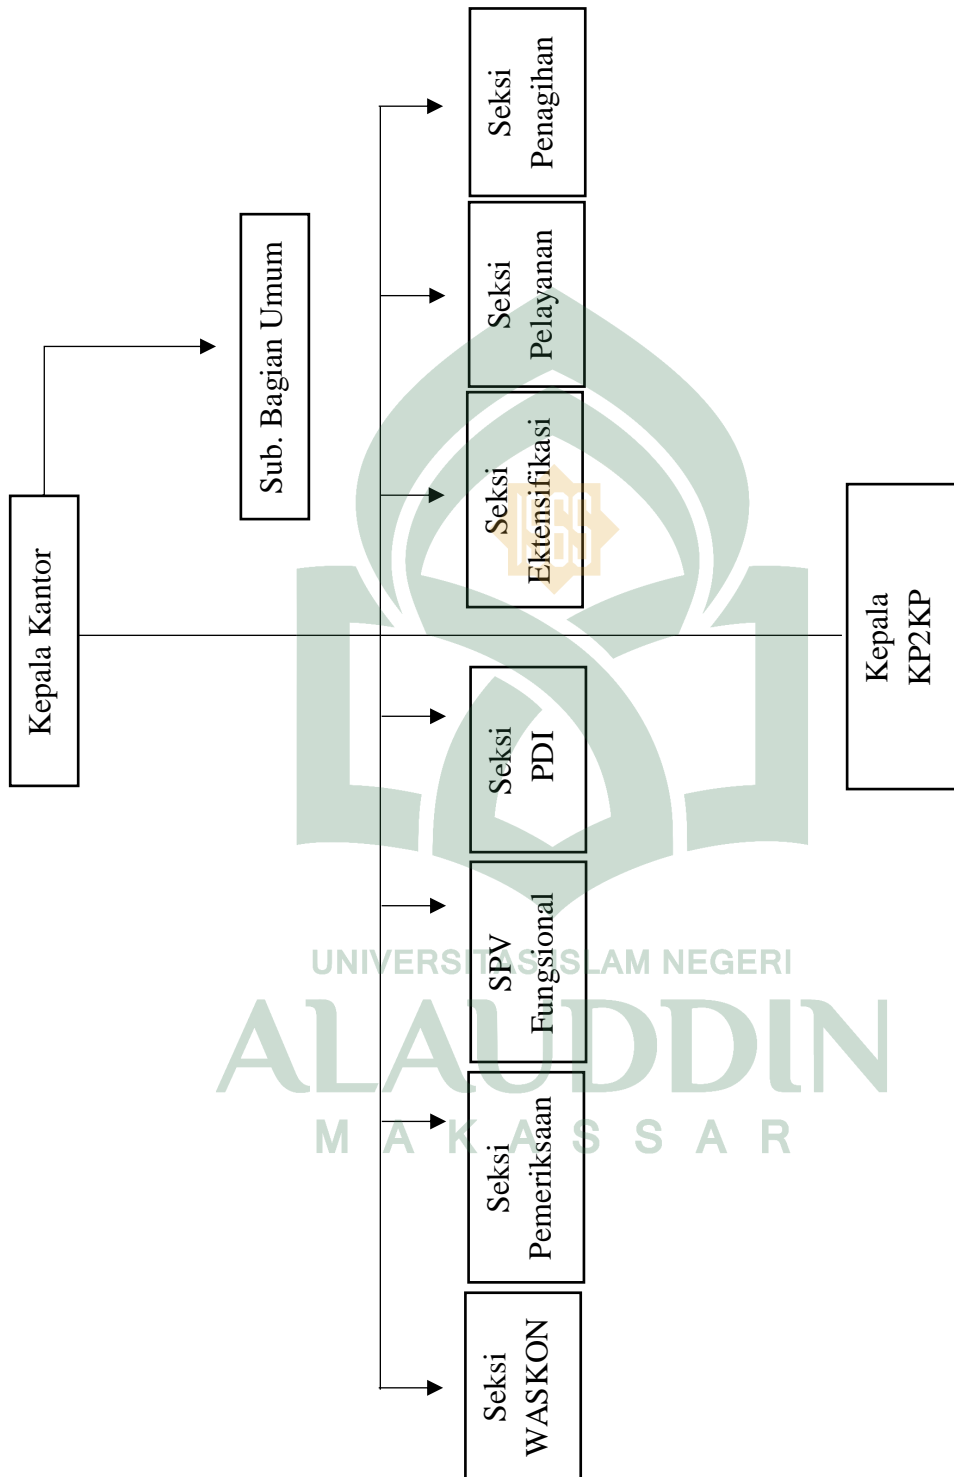 Kepala Kantor
Sub. Bagian Umum
Seksi
WASKON
Seksi
Pemeriksaan
SPV
Fungsional
Seksi
PDI
Seksi
Ektensifikasi
Seksi
Pelayanan
Seksi
Penagihan
Kepala
KP2KP
UNIVERSITAS ISLAM NEGERI
ALAUDDIN
MAKASSAR